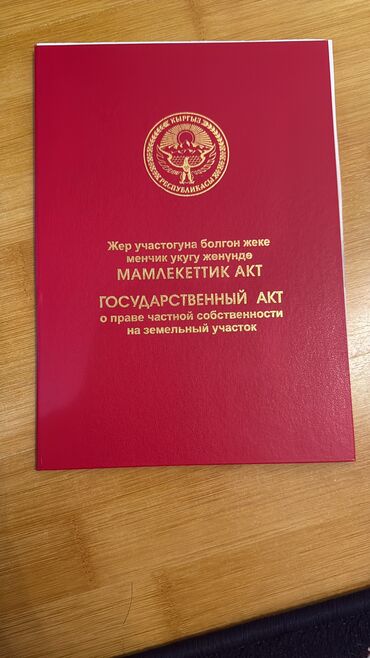 КЫРГЫЗ
РЕСПУБЛИКАСЫ
Жер участогуна болгон жеке
менчик укугу жөнүндө
МАМЛЕКЕТТИК АКТ
ГОСУДАРСТВЕННЫЙ АКТ
о праве частной собственности
на земельный участок